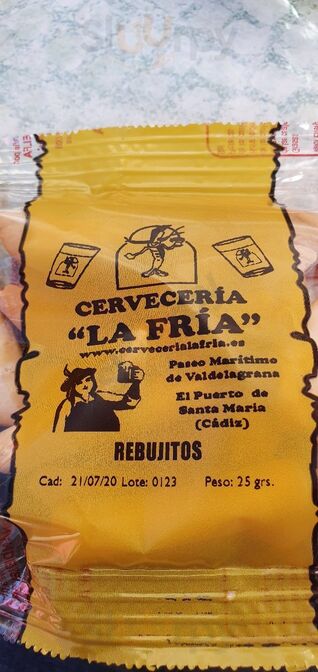 Sluurpy
CERVECERÍA
"LA FRÍA"
www.cervecerialafria.es
Paseo Marítimo
de Valdelagrana
El Puerto de
Santa María
(Cádiz)
REBUJITOS
Cad: 21/07/20 Lote: 0123 Peso: 25 grs.